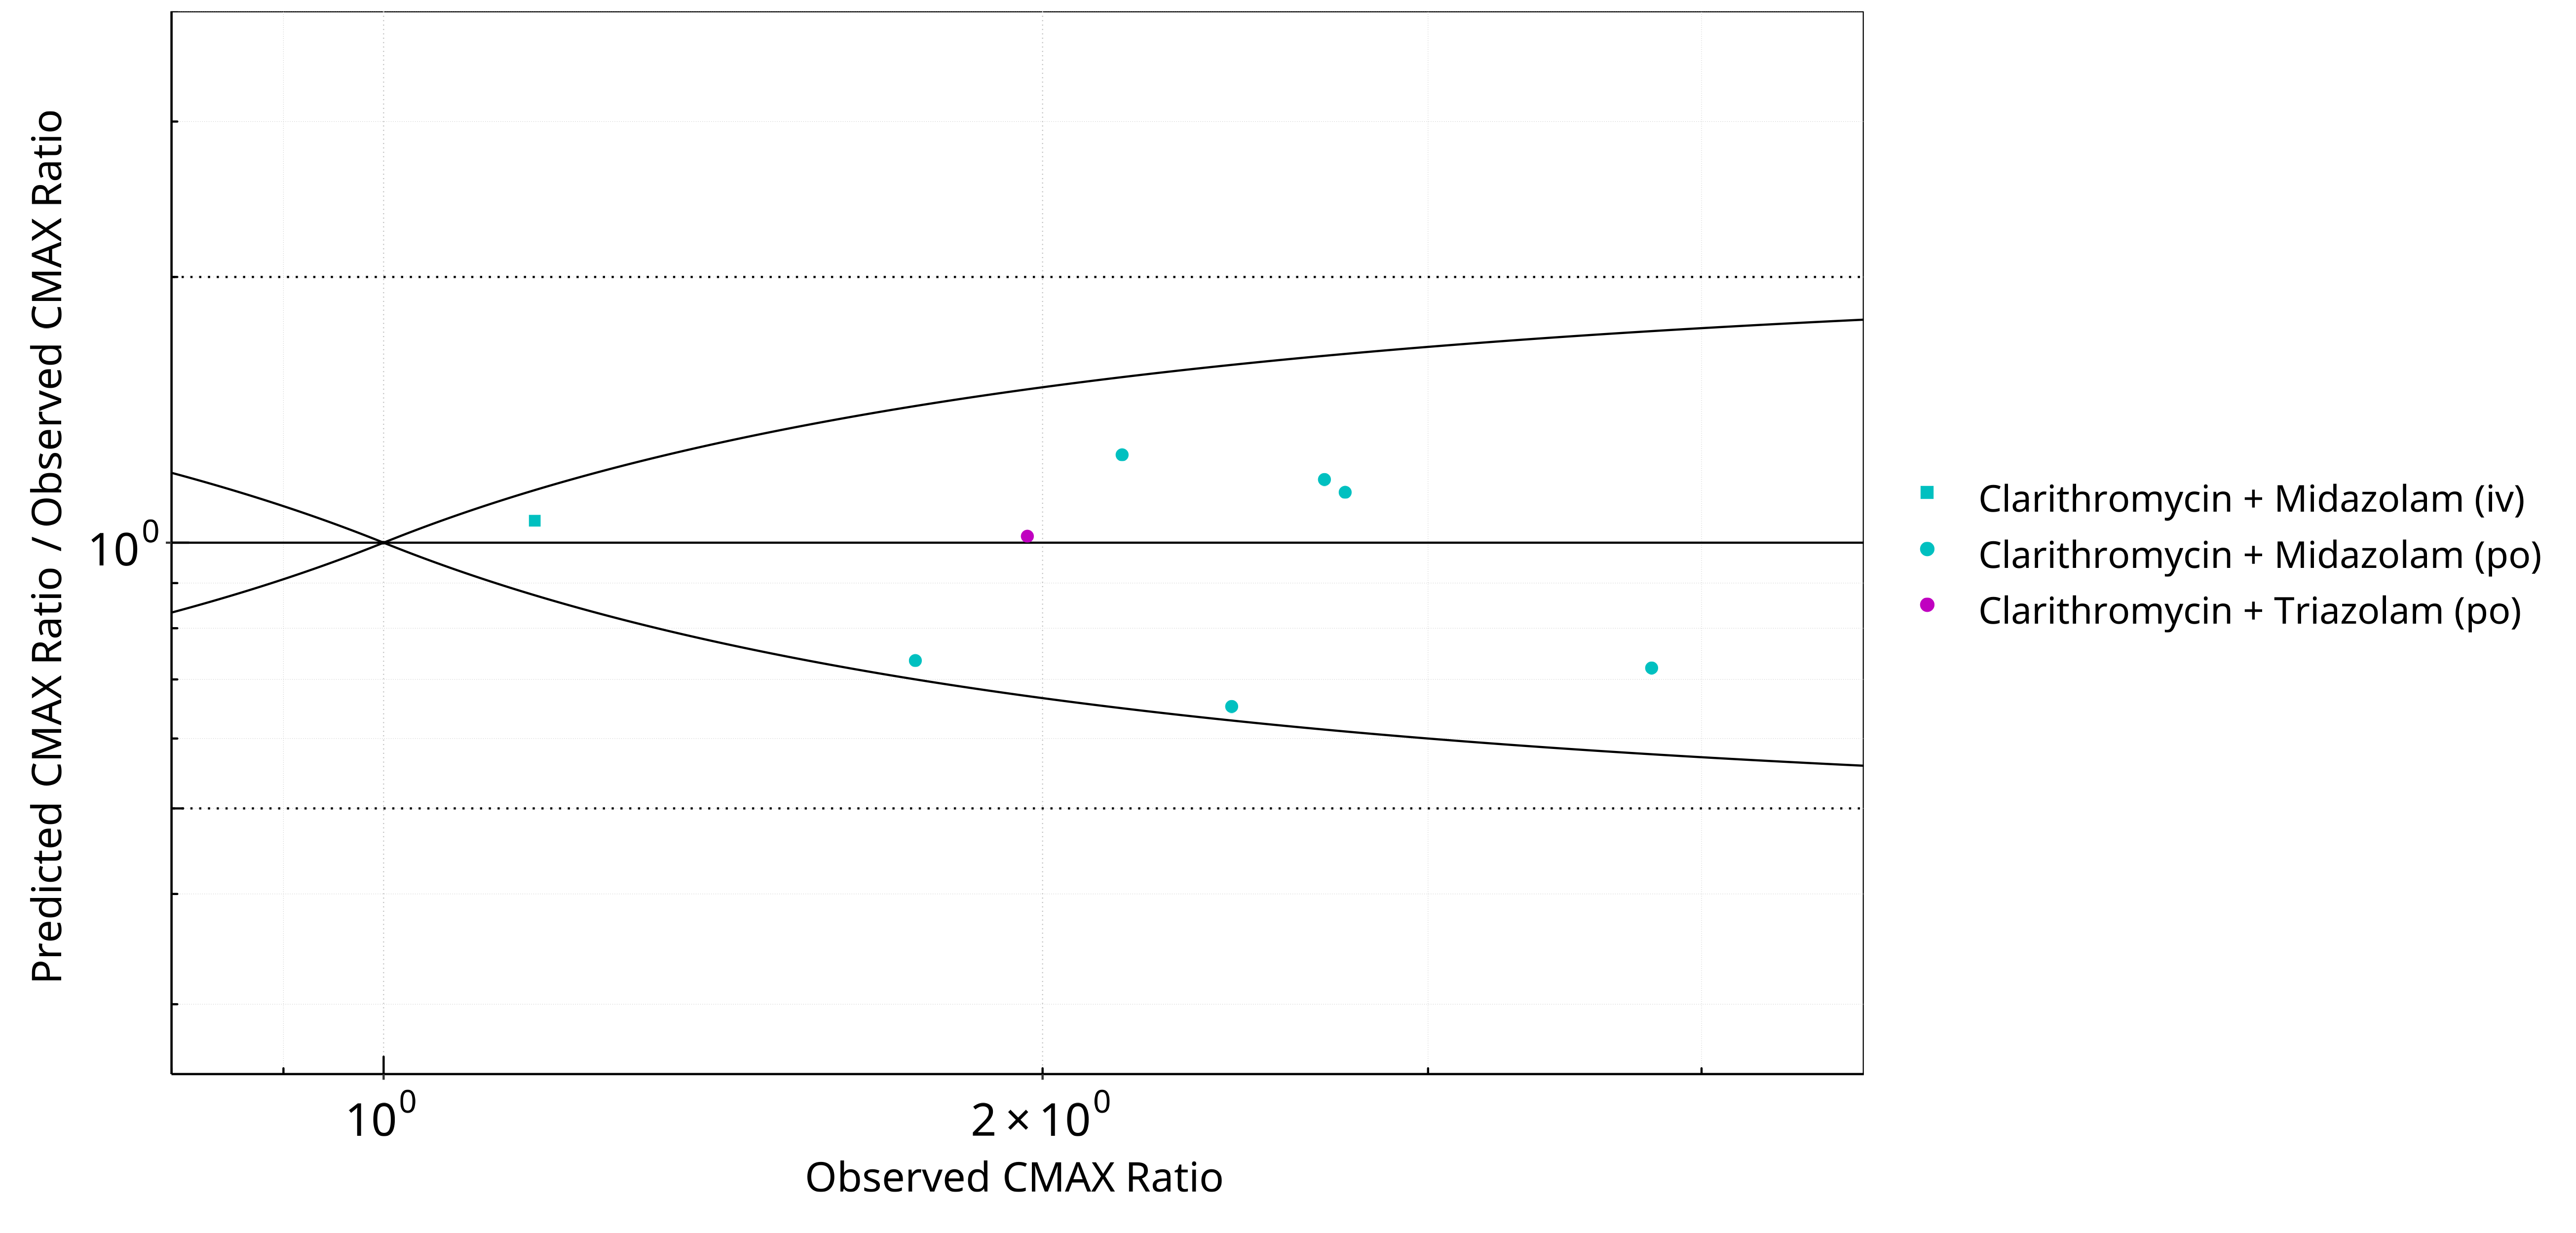 Predicted CMAX Ratio / Observed CMAX Ratio
10⁰
10⁰
2 × 10⁰
Observed CMAX Ratio
Clarithromycin + Midazolam (iv)
Clarithromycin + Midazolam (po)
Clarithromycin + Triazolam (po)